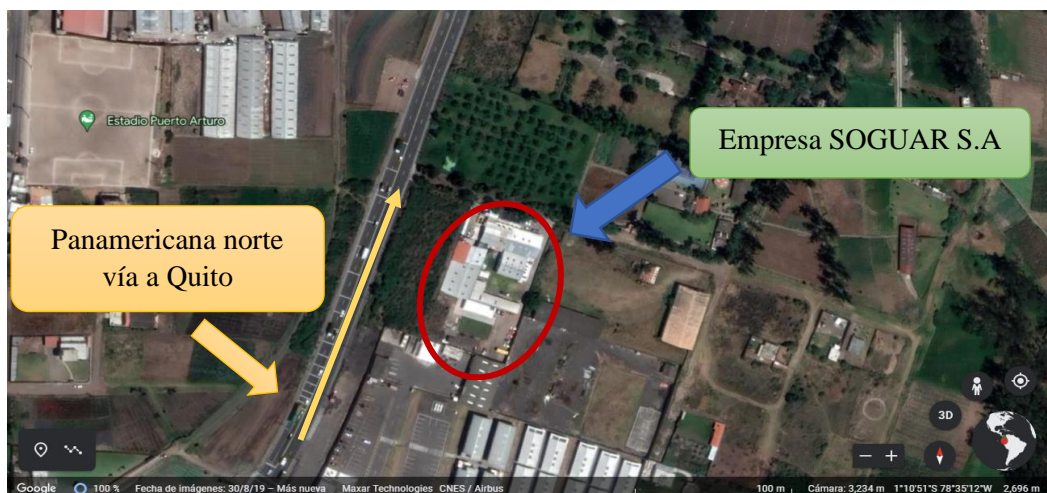 Estadio Puerto Arturo
Empresa SOGUAR S.A
Panamericana norte
vía a Quito
3D
Google 100 % Fecha de imágenes: 30/8/19 – Más nueva Maxar Technologies CNES / Airbus 100 m Cámara: 3,234 m 1°10'51"S 78°35'12"W 2,696 m